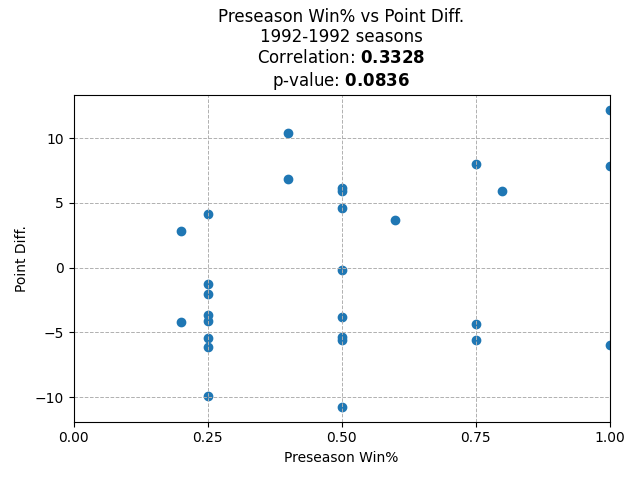 Preseason Win% vs Point Diff.
1992-1992 seasons
Correlation: 0.3328
p-value: 0.0836
10
5
0
−5
−10
Point Diff.
0.00 0.25 0.50 0.75 1.00
Preseason Win%